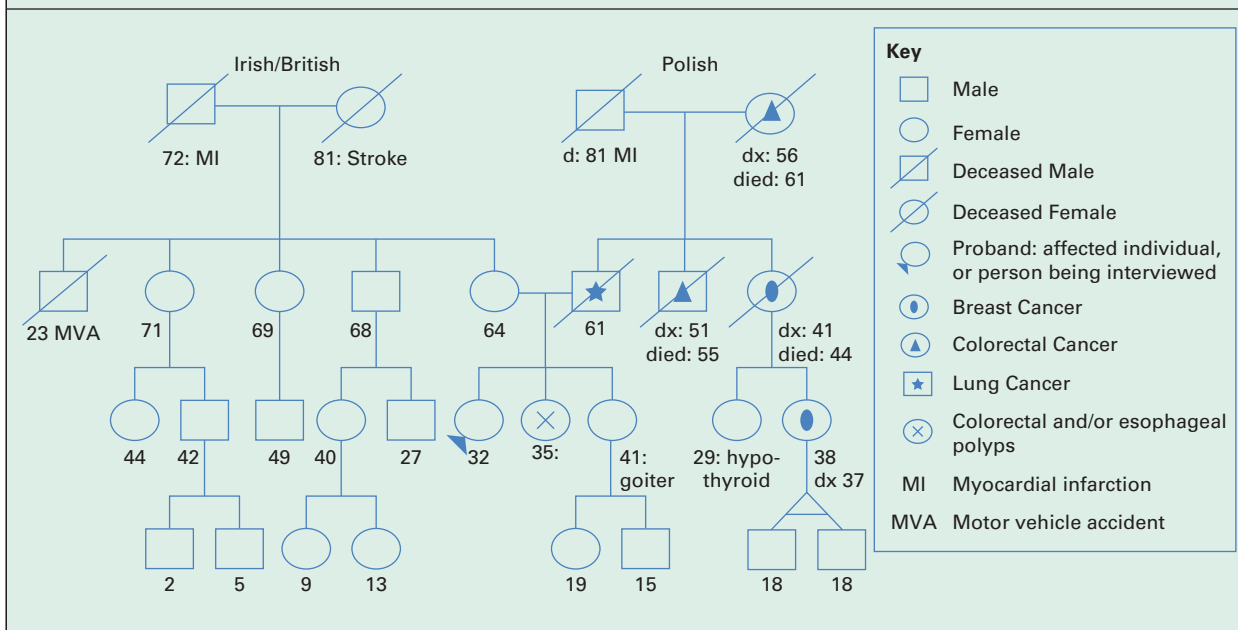 Irish/British
Polish
72: MI
81: Stroke
d: 81 MI
dx: 56
died: 61
23 MVA
71
69
68
64
61
dx: 51
died: 55
dx: 41
died: 44
44
42
49
40
27
32
35:
41:
goiter
29: hypo-
thyroid
38
dx 37
2
5
9
13
19
15
18
18
Key
Male
Female
Deceased Male
Deceased Female
Proband: affected individual,
or person being interviewed
Breast Cancer
Colorectal Cancer
Lung Cancer
Colorectal and/or esophageal
polyps
MI Myocardial infarction
MVA Motor vehicle accident